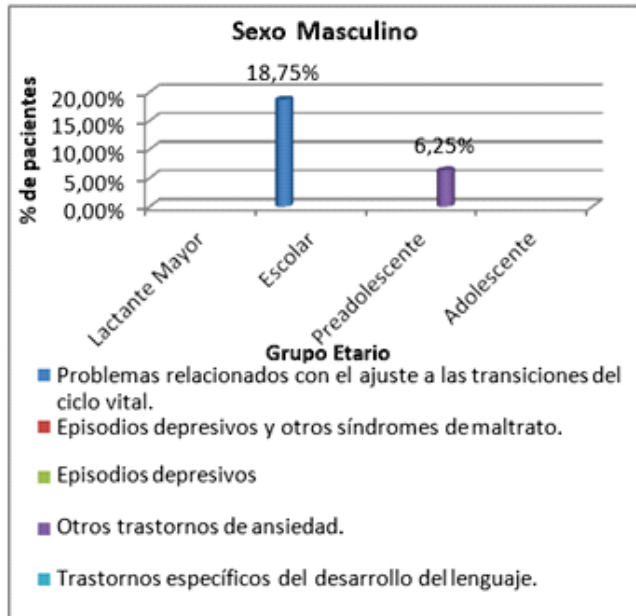 Sexo Masculino
18,75%
20,00%
15,00%
10,00%
5,00%
0,00%
6,25%
% de pacientes
Lactante Mayor
Escolar
Preadolescente
Adolescente
Grupo Etario
Problemas relacionados con el ajuste a las transiciones del
ciclo vital.
Episodios depresivos y otros síndromes de maltrato.
Episodios depresivos
Otros trastornos de ansiedad.
Trastornos específicos del desarrollo del lenguaje.